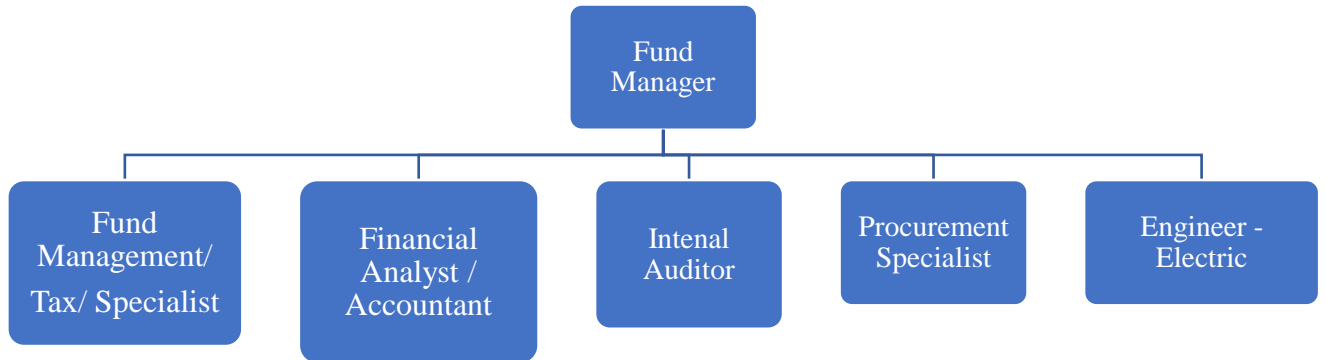 Fund
Manager
Fund
Management/
Tax/ Specialist
Financial
Analyst /
Accountant
Intenal
Auditor
Procurement
Specialist
Engineer -
Electric